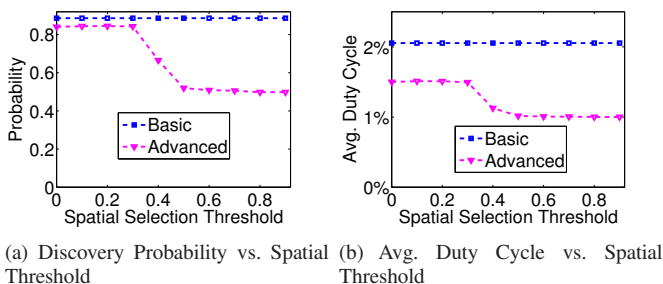 0.8
0.6
0.4
0.2
0
Probability
Basic
Advanced
0 0.2 0.4 0.6 0.8
Spatial Selection Threshold
2%
1%
0%
Avg. Duty Cycle
Basic
Advanced
0 0.2 0.4 0.6 0.8
Spatial Selection Threshold
(a) Discovery Probability vs. Spatial
Threshold
(b) Avg. Duty Cycle vs. Spatial
Threshold